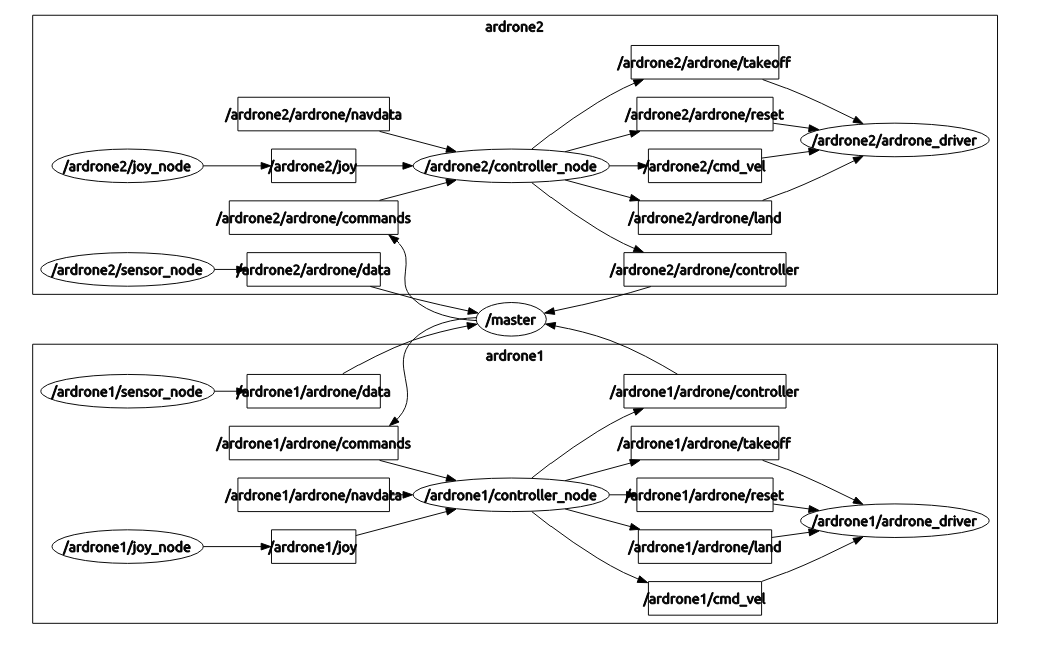 ardrone2
/ardrone2/ardrone/takeoff
/ardrone2/ardrone/navdata
/ardrone2/ardrone/reset
/ardrone2/ardrone_driver
/ardrone2/joy_node
/ardrone2/joy
/ardrone2/controller_node
/ardrone2/cmd_vel
/ardrone2/ardrone/commands
/ardrone2/ardrone/land
/ardrone2/sensor_node
/ardrone2/ardrone/data
/ardrone2/ardrone/controller
/master
ardrone1
/ardrone1/sensor_node
/ardrone1/ardrone/data
/ardrone1/ardrone/controller
/ardrone1/ardrone/commands
/ardrone1/ardrone/takeoff
/ardrone1/ardrone/navdata
/ardrone1/controller_node
/ardrone1/ardrone/reset
/ardrone1/ardrone_driver
/ardrone1/joy_node
/ardrone1/joy
/ardrone1/ardrone/land
/ardrone1/cmd_vel